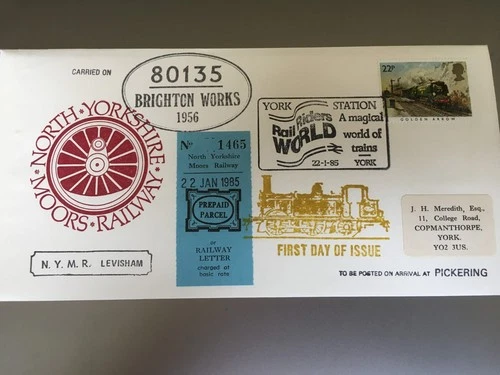 CARRIED ON
80135
BRIGHTON WORKS
1956
22P
GOLDEN ARROW
YORK STATION
Rail Riders
WORLD
A magical
world of
trains
22-1-85 YORK
NORTH · YORKSHIRE
· MOORS · RAILWAY ·
No 1465
North Yorkshire
Moors Railway
22 JAN 1985
PREPAID
PARCEL
BY
RAILWAY
LETTER
charged at
basic rate
FIRST DAY OF ISSUE
J. H. Meredith, Esq.,
11, College Road,
COPMANTHORPE,
YORK.
YO2 3US.
N.Y.M.R. LEVISHAM
TO BE POSTED ON ARRIVAL AT PICKERING